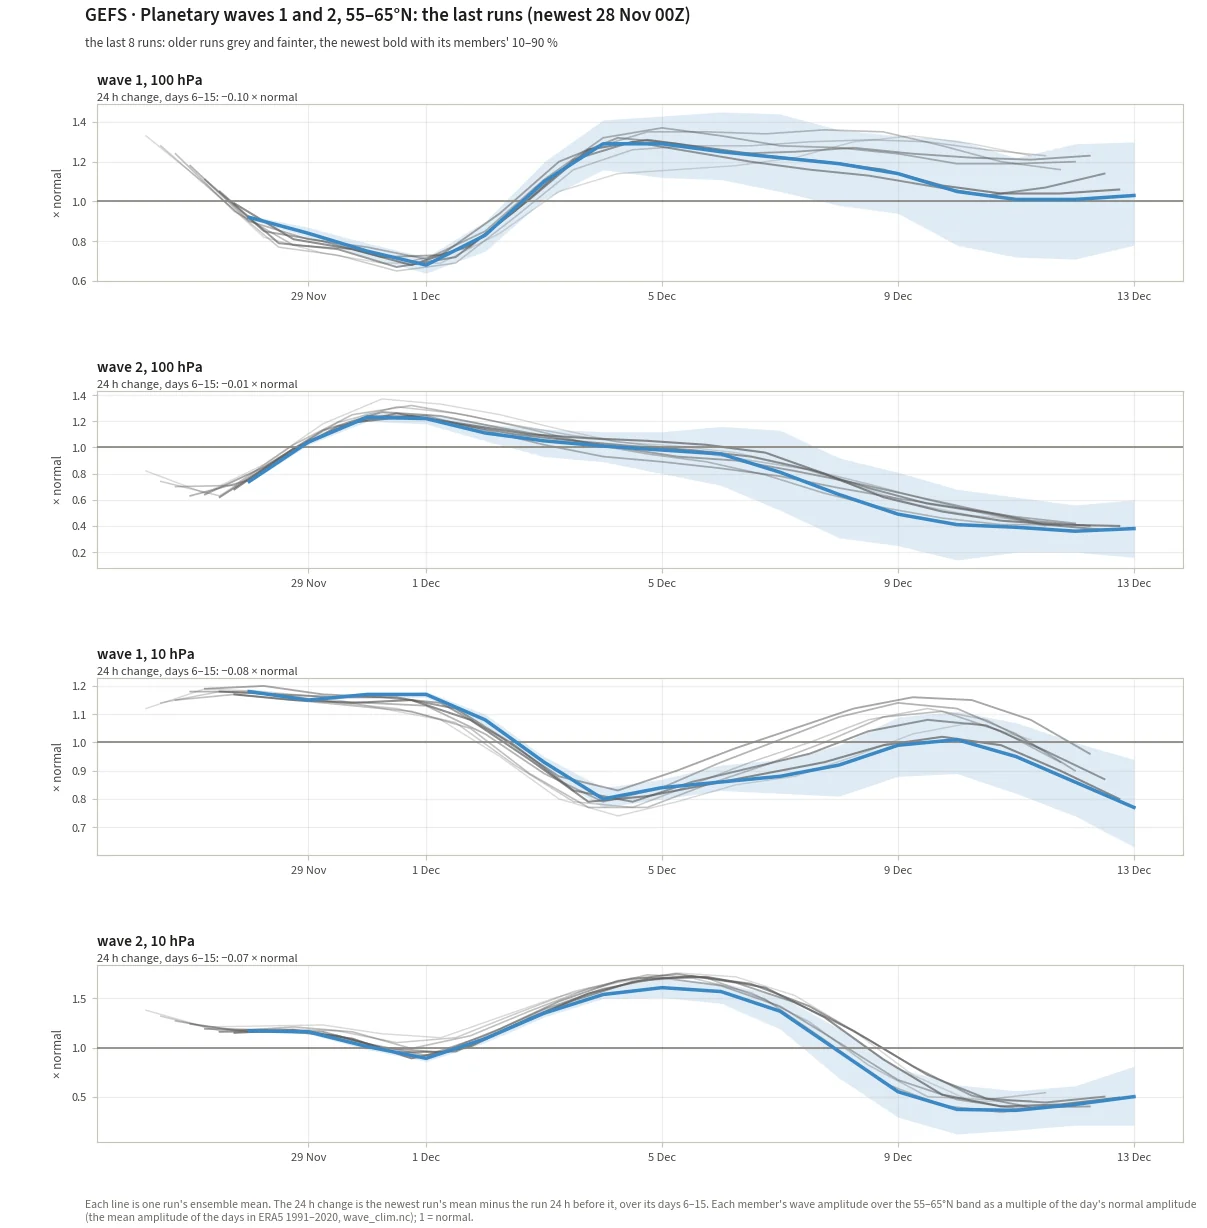 GEFS · Planetary waves 1 and 2, 55–65°N: the last runs (newest 28 Nov 00Z)
the last 8 runs: older runs grey and fainter, the newest bold with its members' 10–90 %
wave 1, 100 hPa
24 h change, days 6–15: −0.10 × normal
1.4
1.2
1.0
0.8
0.6
× normal
29 Nov
1 Dec
5 Dec
9 Dec
13 Dec
wave 2, 100 hPa
24 h change, days 6–15: −0.01 × normal
1.4
1.2
1.0
0.8
0.6
0.4
0.2
× normal
29 Nov
1 Dec
5 Dec
9 Dec
13 Dec
wave 1, 10 hPa
24 h change, days 6–15: −0.08 × normal
1.2
1.1
1.0
0.9
0.8
0.7
× normal
29 Nov
1 Dec
5 Dec
9 Dec
13 Dec
wave 2, 10 hPa
24 h change, days 6–15: −0.07 × normal
1.5
1.0
0.5
× normal
29 Nov
1 Dec
5 Dec
9 Dec
13 Dec
Each line is one run's ensemble mean. The 24 h change is the newest run's mean minus the run 24 h before it, over its days 6–15. Each member's wave amplitude over the 55–65°N band as a multiple of the day's normal amplitude
(the mean amplitude of the days in ERA5 1991–2020, wave_clim.nc); 1 = normal.